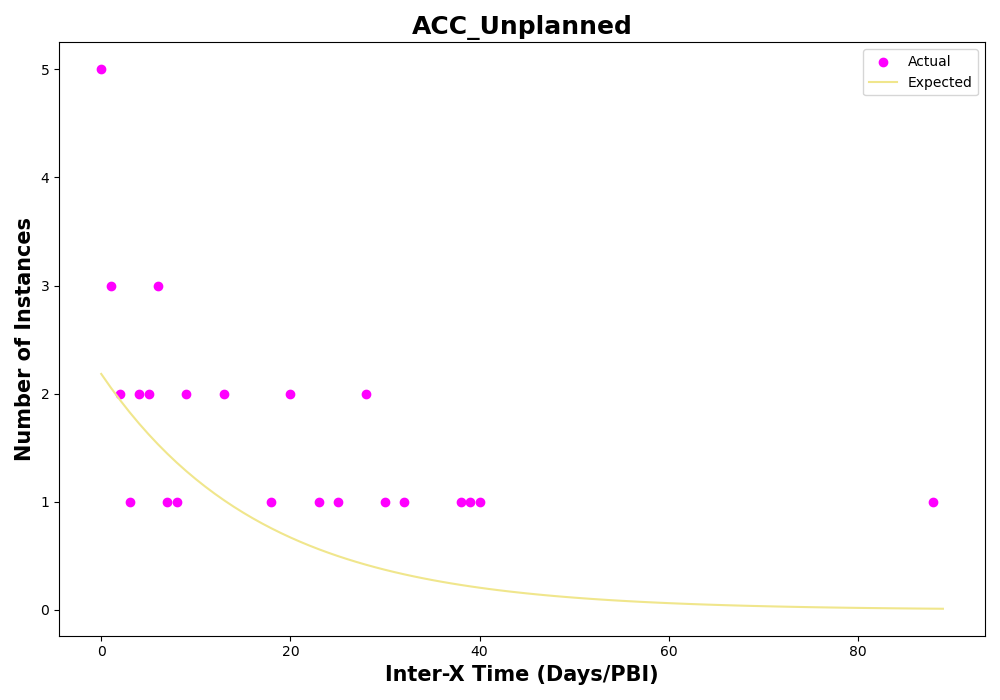 ACC_Unplanned
Actual
Expected
Number of Instances
5
4
3
2
1
0
0 20 40 60 80
Inter-X Time (Days/PBI)